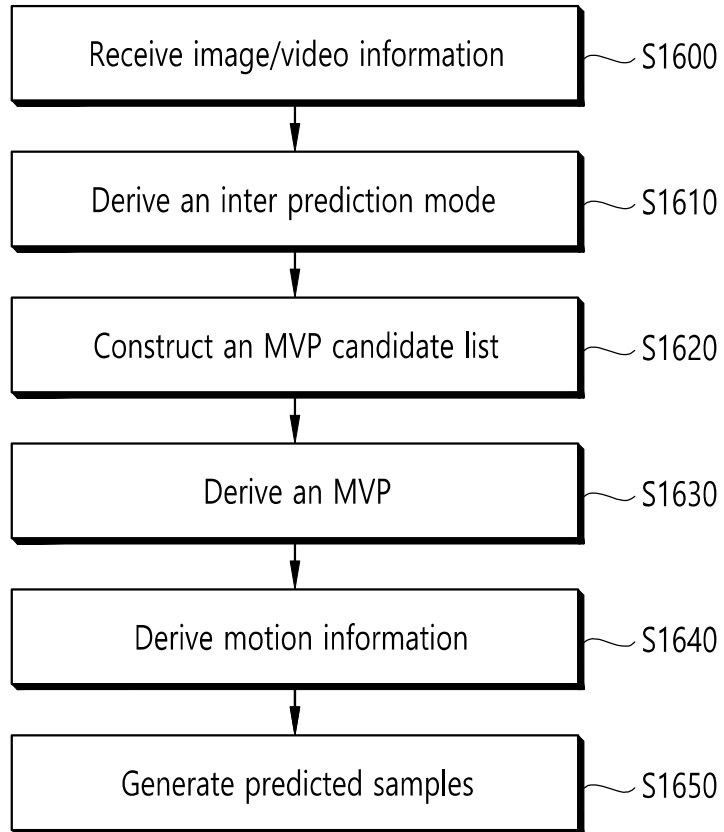 Receive image/video information S1600
Derive an inter prediction mode S1610
Construct an MVP candidate list S1620
Derive an MVP S1630
Derive motion information S1640
Generate predicted samples S1650